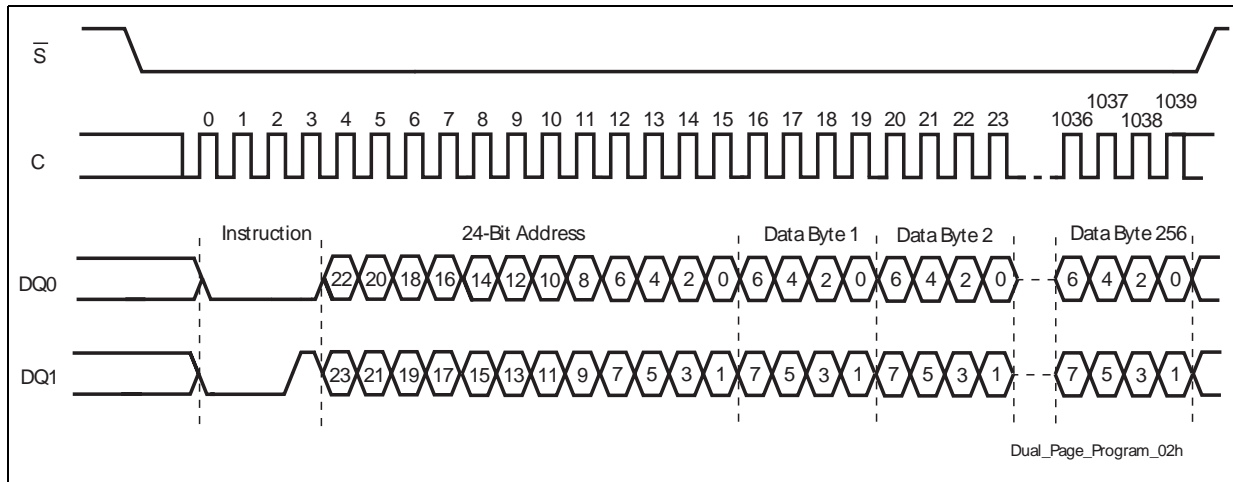 S
1037 1039
0 1 2 3 4 5 6 7 8 9 10 11 12 13 14 15 16 17 18 19 20 21 22 23 1036 1038
C
Instruction 24-Bit Address Data Byte 1 Data Byte 2 Data Byte 256
DQ0 22 20 18 16 14 12 10 8 6 4 2 0 6 4 2 0 6 4 2 0 6 4 2 0
DQ1 23 21 19 17 15 13 11 9 7 5 3 1 7 5 3 1 7 5 3 1 7 5 3 1
Dual_Page_Program_02h